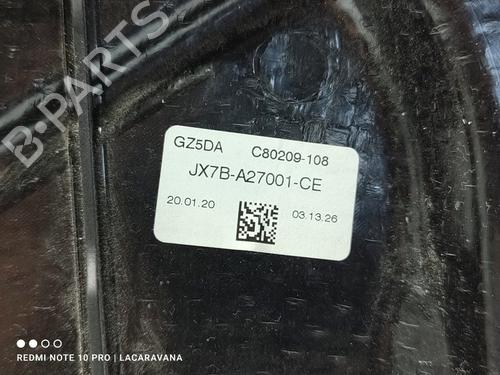 B-PARTS
GZ5DA C80209-108
JX7B-A27001-CE
20.01.20 03.13.26
REDMI NOTE 10 PRO | LACARAVANA